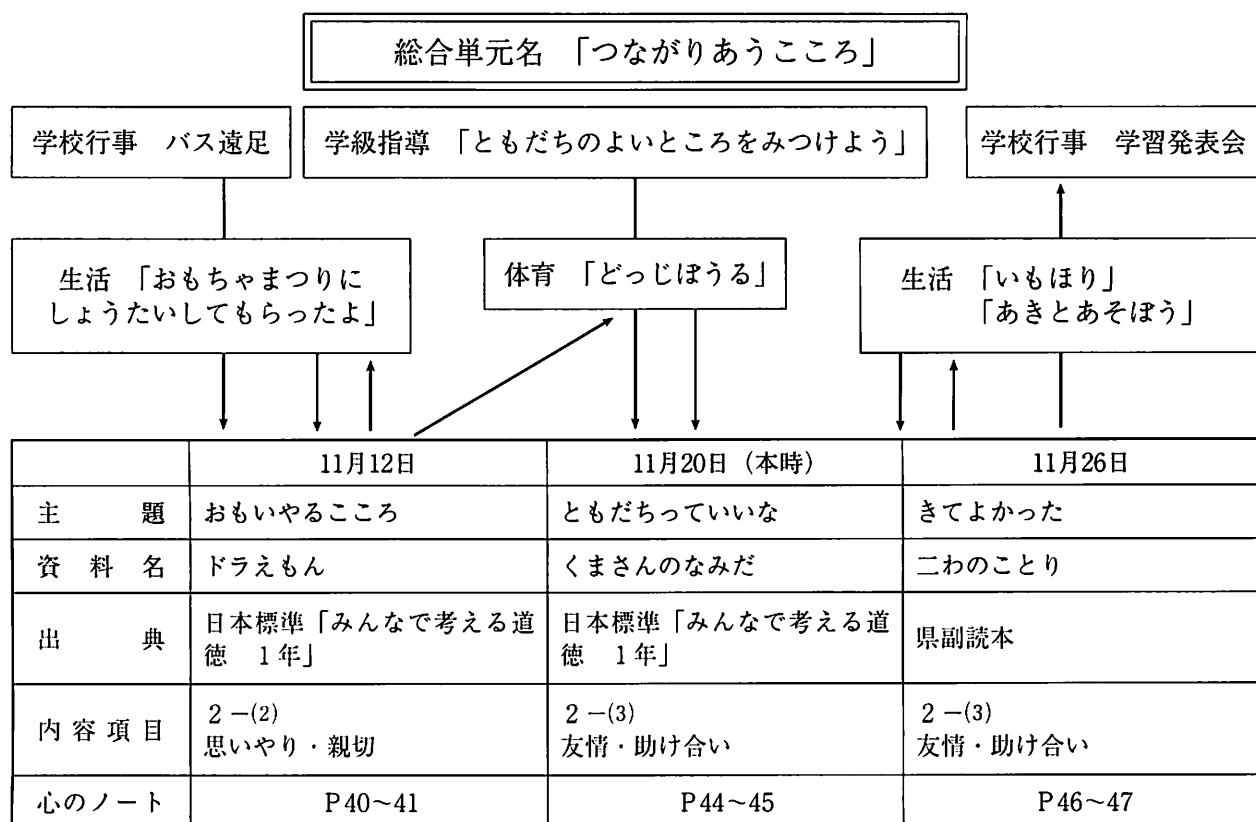 総合単元名 「つながりあうこころ」
学校行事 バス遠足
学級指導 「ともだちのよいところをみつけよう」
学校行事 学習発表会
生活 「おもちゃまつりに
しょうたいしてもらったよ」
体育 「どっじぼうる」
生活 「いもほり」
「あきとあそぼう」
11月12日 11月20日(本時) 11月26日
主題 おもいやるこころ ともだちっていいな きてよかった
資料名 ドラえもん くまさんのなみだ 二わのことり
出典 日本標準「みんなで考える道徳 1年」 日本標準「みんなで考える道徳 1年」 県副読本
内容項目 2-(2) 思いやり・親切 2-(3) 友情・助け合い 2-(3) 友情・助け合い
心のノート P40~41 P44~45 P46~47